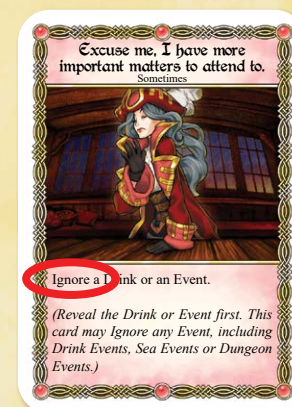 Excuse me, I have more
important matters to attend to.
Sometimes
Ignore a Drink or an Event.
(Reveal the Drink or Event first. This
card may Ignore any Event, including
Drink Events, Sea Events or Dungeon
Events.)